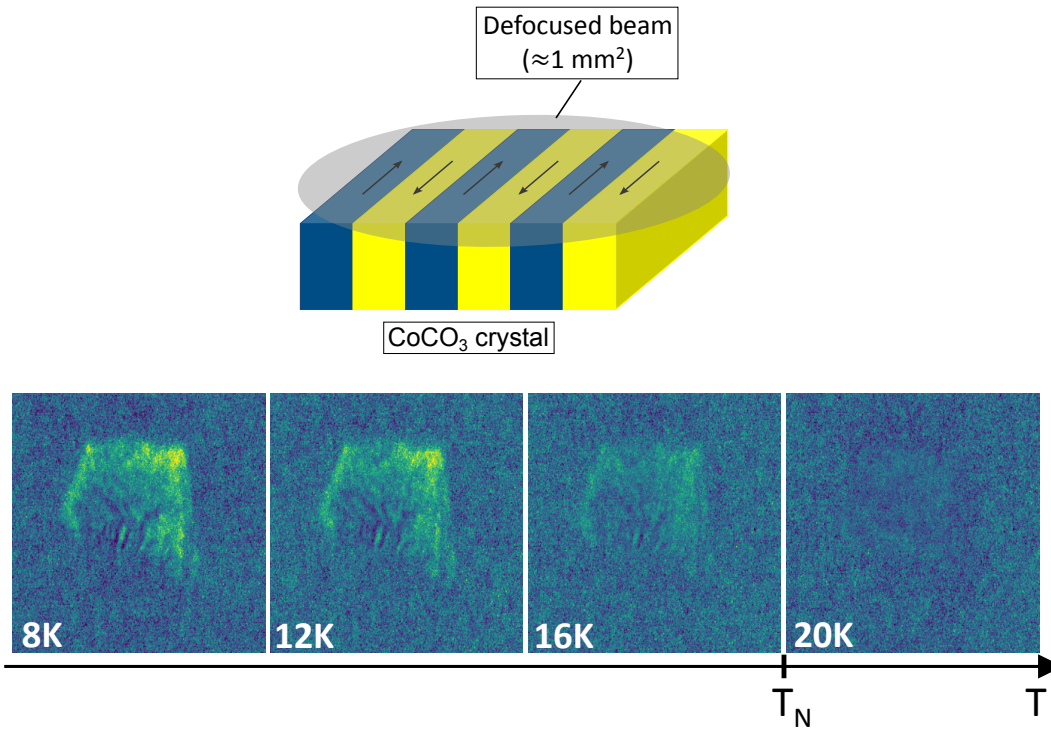 Defocused beam
(≈1 mm²)
CoCO₃ crystal
8K
12K
16K
20K
T_N
T